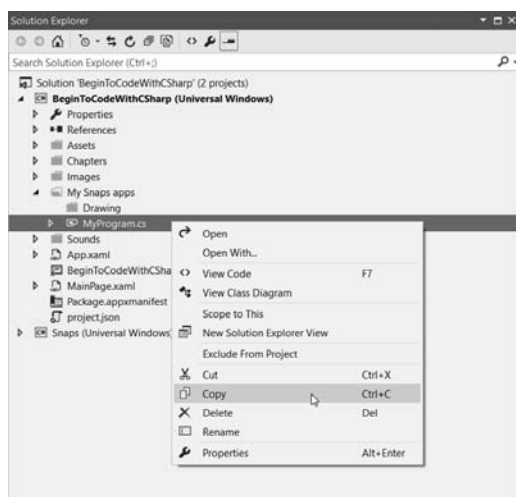 Solution Explorer
Search Solution Explorer (Ctrl+;)
Solution 'BeginToCodeWithCSharp' (2 projects)
BeginToCodeWithCSharp (Universal Windows)
Properties
References
Assets
Chapters
Images
My Snaps apps
Drawing
MyProgram.cs
Sounds
App.xaml
BeginToCodeWithCSha
MainPage.xaml
Package.appxmanifest
project.json
Snaps (Universal Windows
Open
Open With...
View Code F7
View Class Diagram
Scope to This
New Solution Explorer View
Exclude From Project
Cut Ctrl+X
Copy Ctrl+C
Delete Del
Rename
Properties Alt+Enter